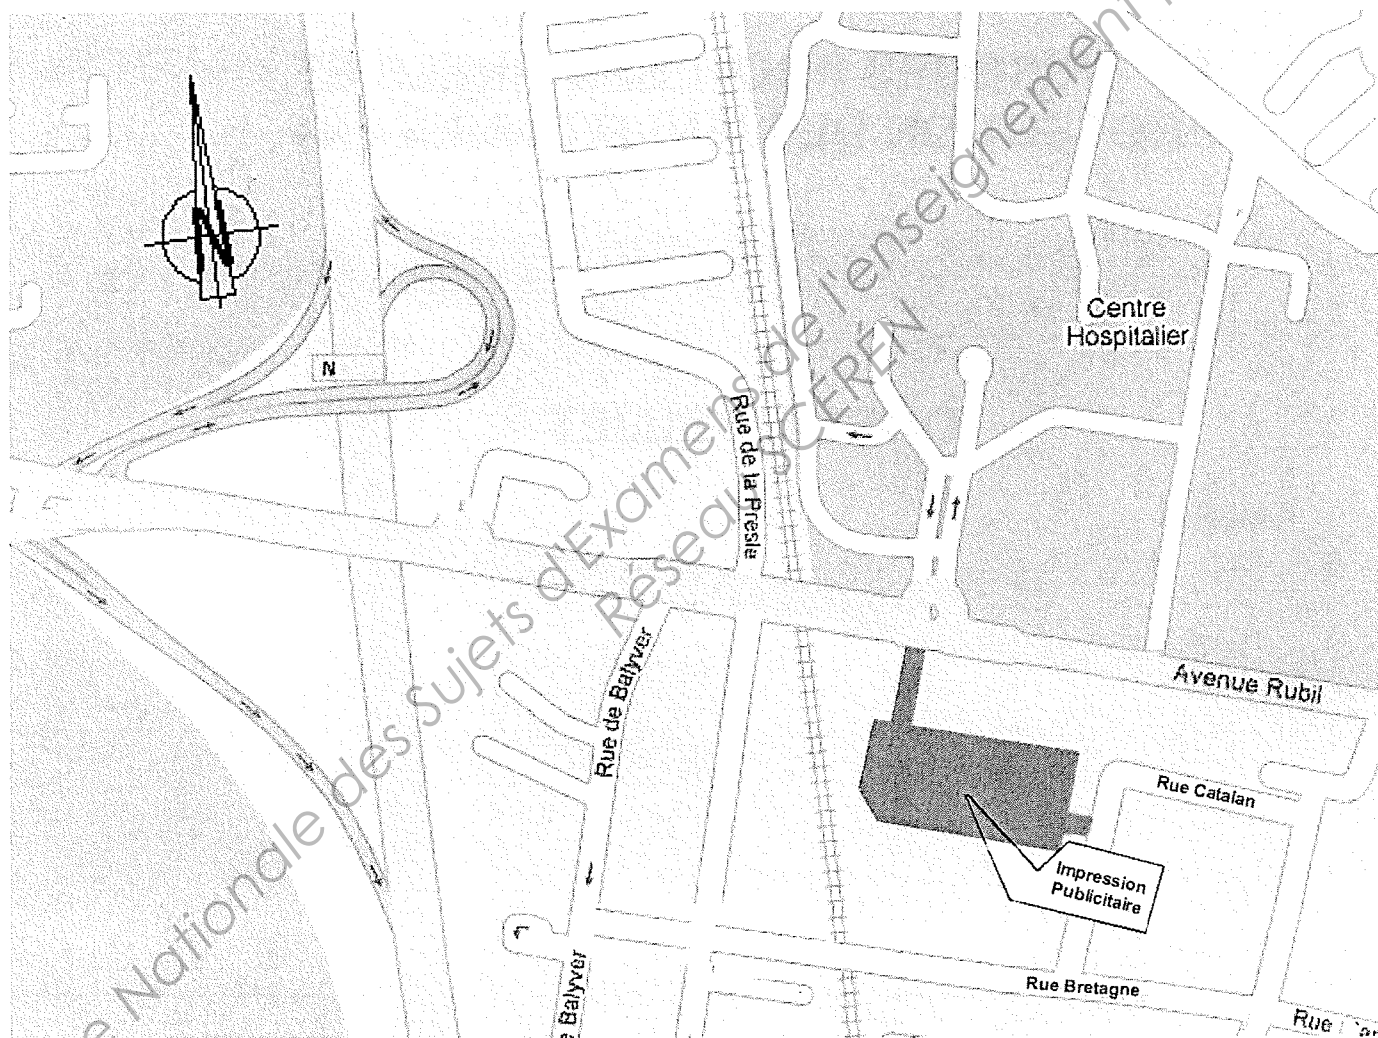 N
N
Centre
Hospitalier
Rue de la Presle
Rue de Balyver
Avenue Rubil
Rue Catalan
Impression
Publicitaire
Balyver
Rue Bretagne
Rue
e Nationale des Sujets d'Examens de l'enseignement
Réseau SCÉRÉN